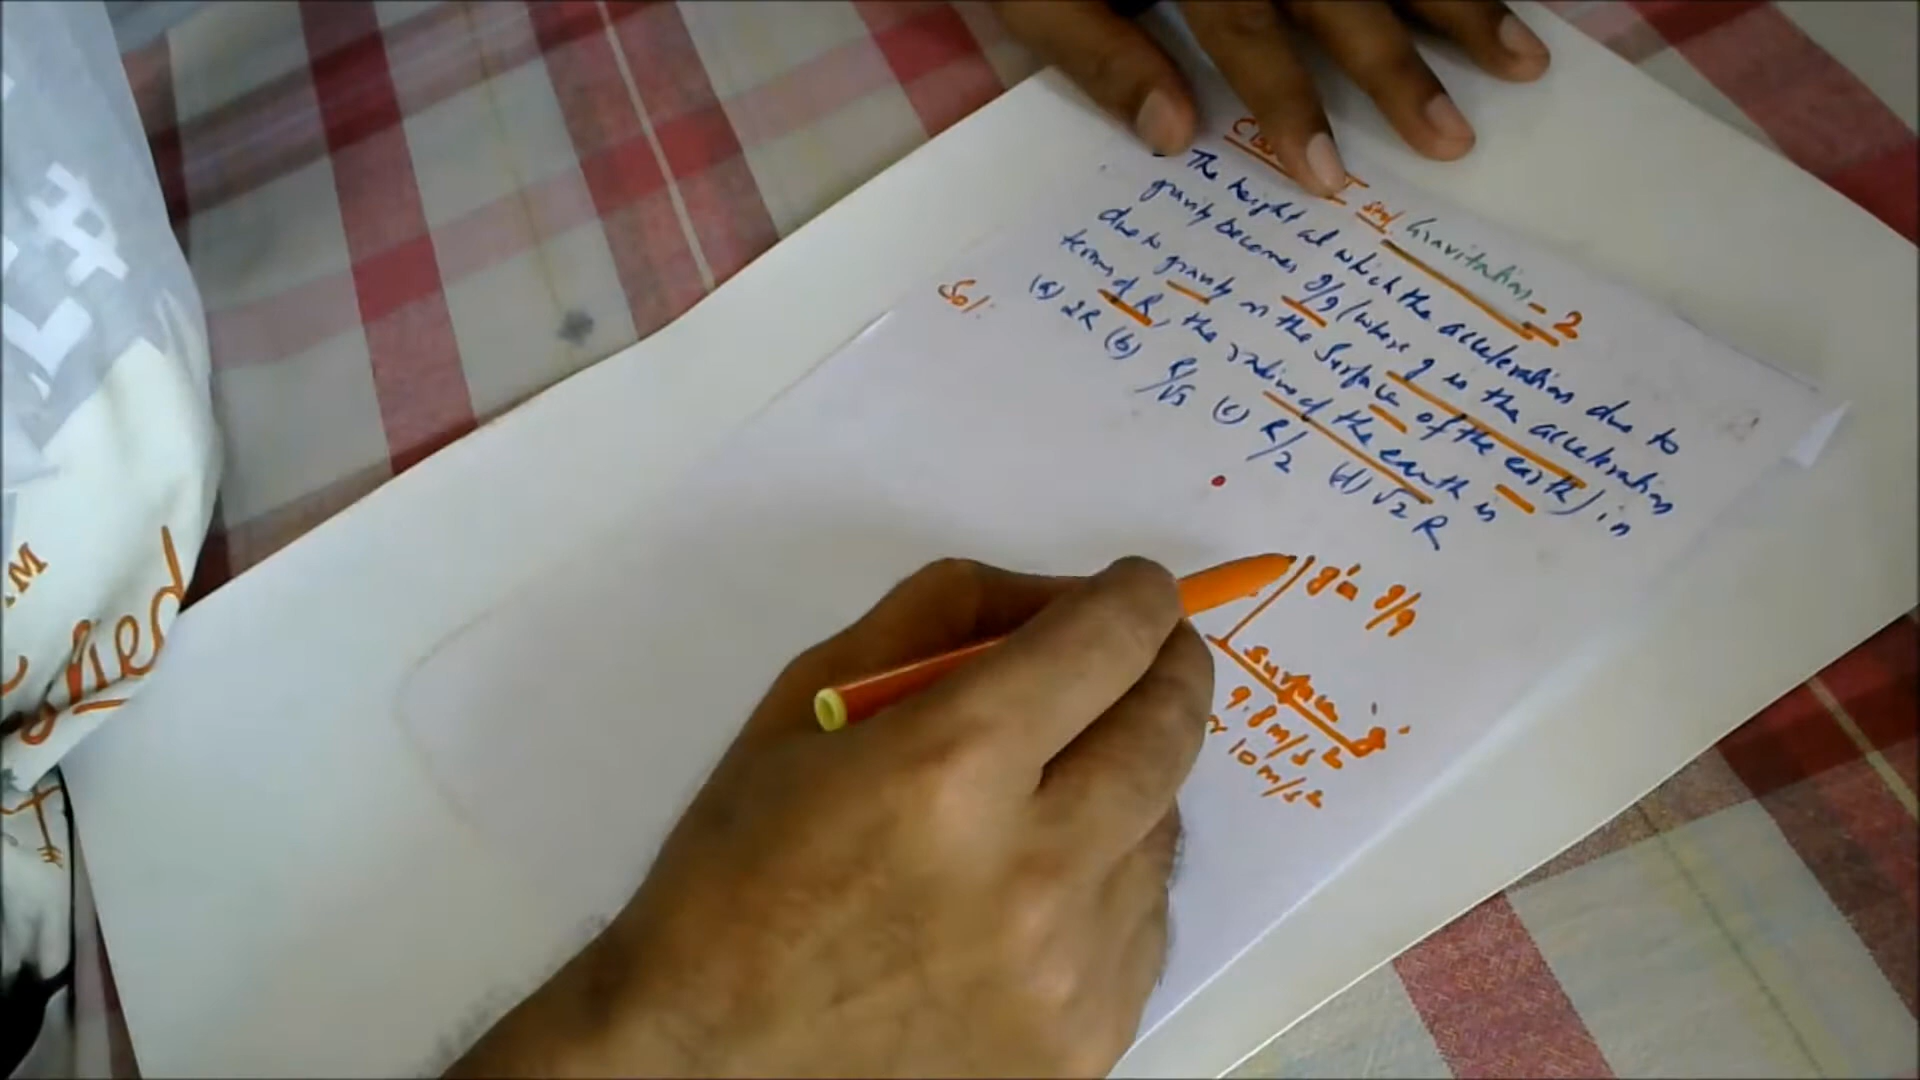 std Gravitation - 2
The height at which the acceleration due to
gravity becomes g/9 (where g is the acceleration
due to gravity on the surface of the earth) in
terms of R, the radius of the earth is
(a) 2R (b) R/√3 (c) R/2 (d) √2 R
Sol:
g is g/9
surface 'g'
9.8 m/s²
10 m/s²
M